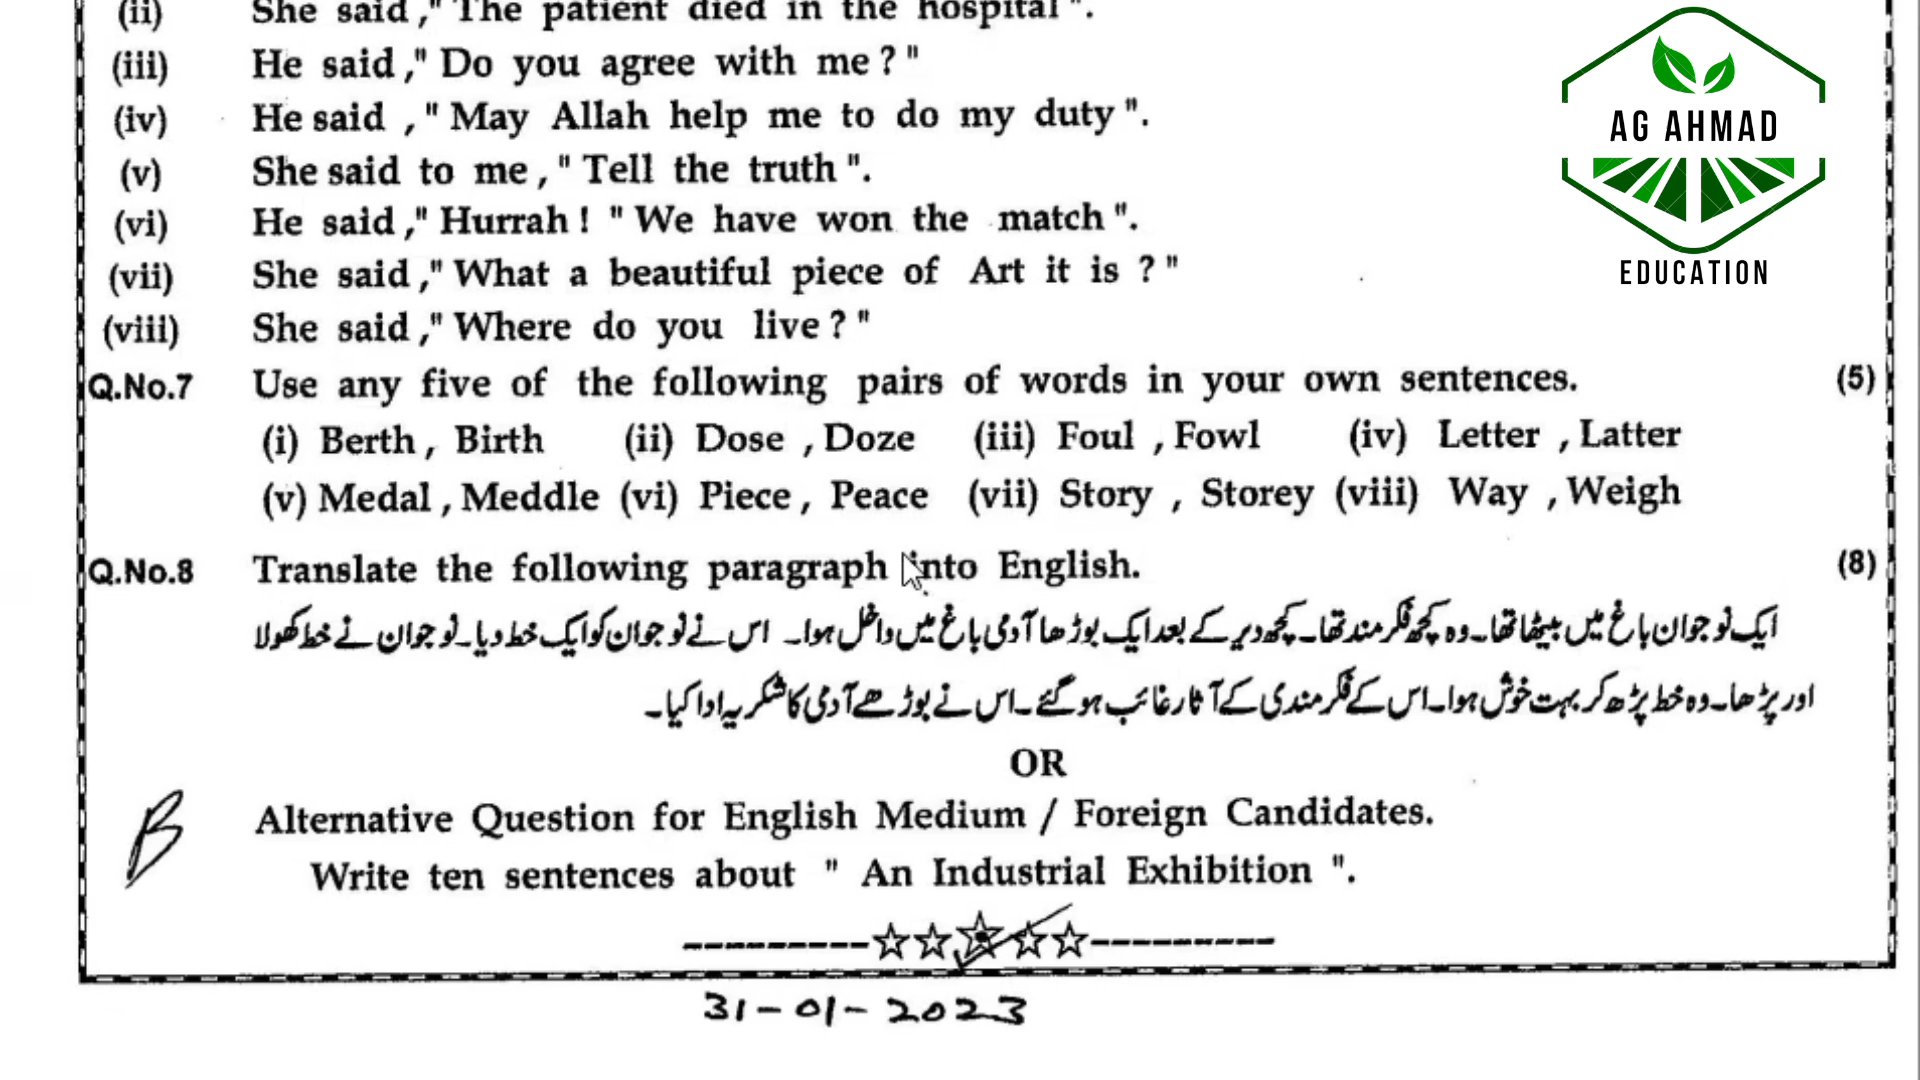 (ii) She said ," The patient died in the hospital ".
(iii) He said ," Do you agree with me ? "
(iv) He said , " May Allah help me to do my duty ".
(v) She said to me , " Tell the truth ".
(vi) He said ," Hurrah ! " We have won the match ".
(vii) She said ," What a beautiful piece of Art it is ? "
(viii) She said ," Where do you live ? "
Q.No.7 Use any five of the following pairs of words in your own sentences. (5)
(i) Berth , Birth (ii) Dose , Doze (iii) Foul , Fowl (iv) Letter , Latter
(v) Medal , Meddle (vi) Piece , Peace (vii) Story , Storey (viii) Way , Weigh
Q.No.8 Translate the following paragraph into English. (8)
ایک نوجوان باغ میں بیٹھا تھا۔ وہ کچھ فکر مند تھا۔ کچھ دیر کے بعد ایک بوڑھا آدمی باغ میں داخل ہوا۔ اس نے نوجوان کو ایک خط دیا۔ نوجوان نے خط کھولا
اور پڑھا۔ وہ خط پڑھ کر بہت خوش ہوا۔ اس کے فکر مندی کے آثار غائب ہو گئے۔ اس نے بوڑھے آدمی کا شکریہ ادا کیا۔
OR
Alternative Question for English Medium / Foreign Candidates.
Write ten sentences about " An Industrial Exhibition ".
B
31-01-2023
AG AHMAD
EDUCATION